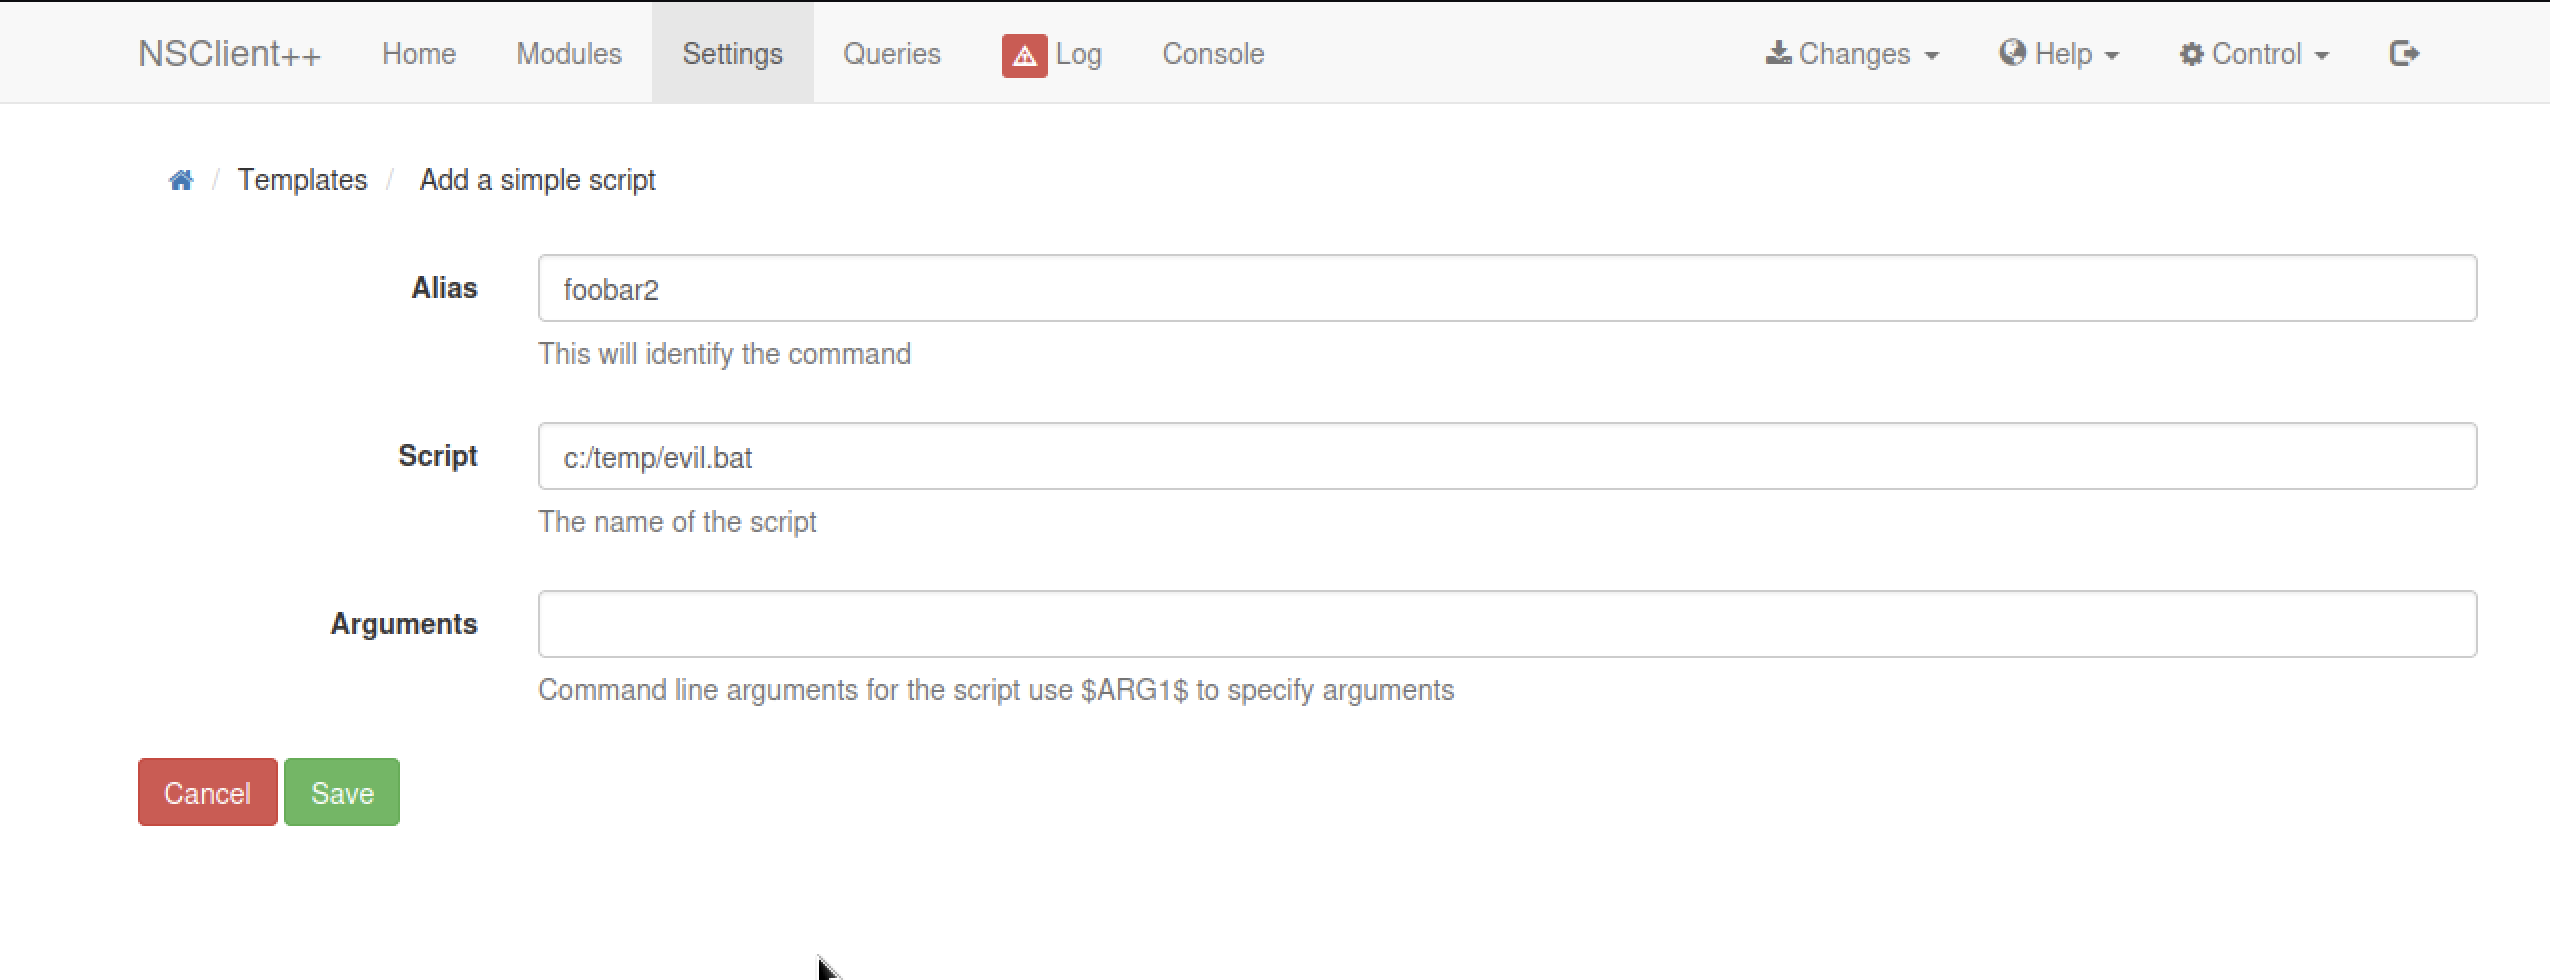 NSClient++ Home Modules Settings Queries Log Console Changes Help Control
/ Templates / Add a simple script
Alias foobar2
This will identify the command
Script c:/temp/evil.bat
The name of the script
Arguments
Command line arguments for the script use $ARG1$ to specify arguments
Cancel Save